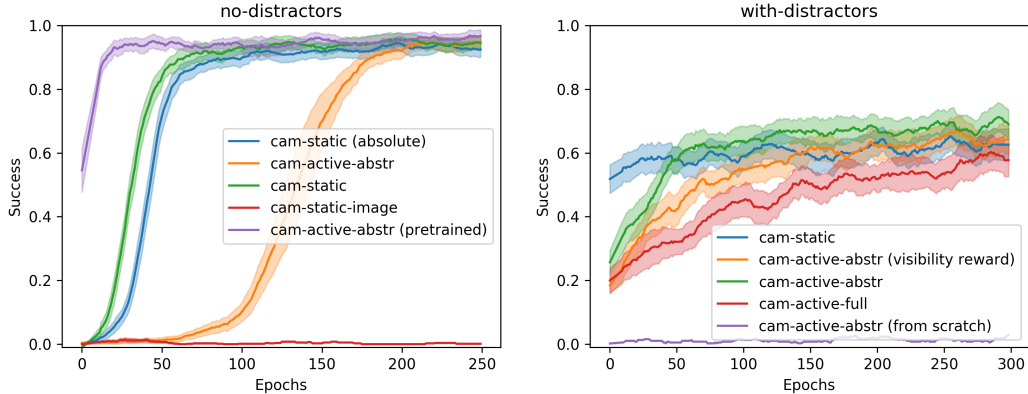 no-distractors
1.0
0.8
0.6
0.4
0.2
0.0
Success
cam-static (absolute)
cam-active-abstr
cam-static
cam-static-image
cam-active-abstr (pretrained)
0 50 100 150 200 250
Epochs
with-distractors
1.0
0.8
0.6
0.4
0.2
0.0
Success
cam-static
cam-active-abstr (visibility reward)
cam-active-abstr
cam-active-full
cam-active-abstr (from scratch)
0 50 100 150 200 250 300
Epochs